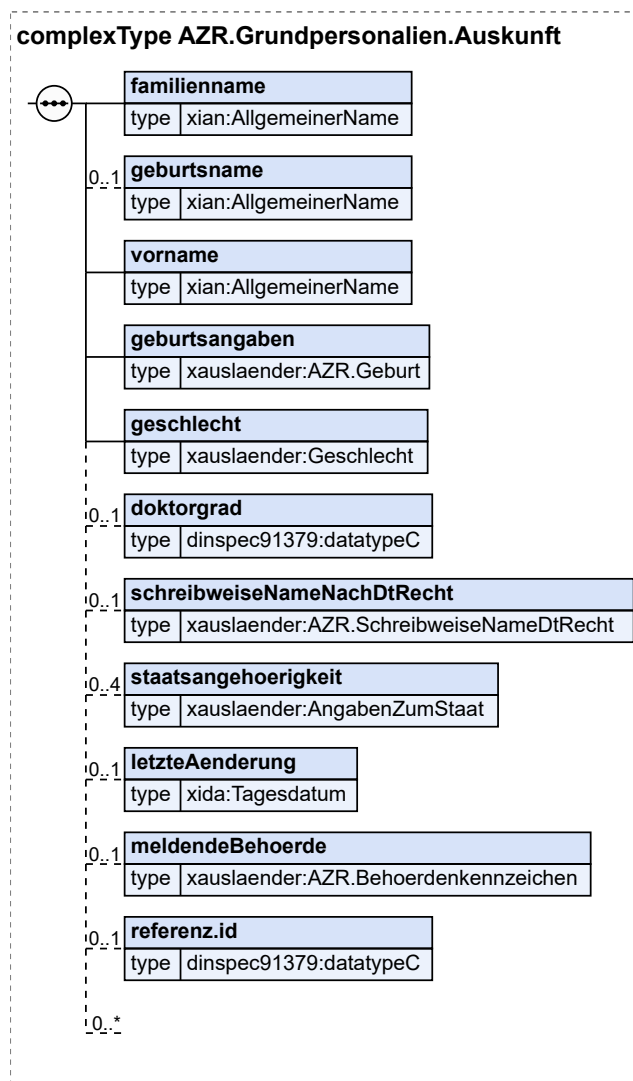 complexType AZR.Grundpersonalien.Auskunft
familienname
type xian:AllgemeinerName
0..1 geburtsname
type xian:AllgemeinerName
vorname
type xian:AllgemeinerName
geburtsangaben
type xauslaender:AZR.Geburt
geschlecht
type xauslaender:Geschlecht
0..1 doktorgrad
type dinspec91379:datatypeC
0..1 schreibweiseNameNachDtRecht
type xauslaender:AZR.SchreibweiseNameDtRecht
0..4 staatsangehoerigkeit
type xauslaender:AngabenZumStaat
0..1 letzteAenderung
type xida:Tagesdatum
0..1 meldendeBehoerde
type xauslaender:AZR.Behoerdenkennzeichen
0..1 referenz.id
type dinspec91379:datatypeC
0..*